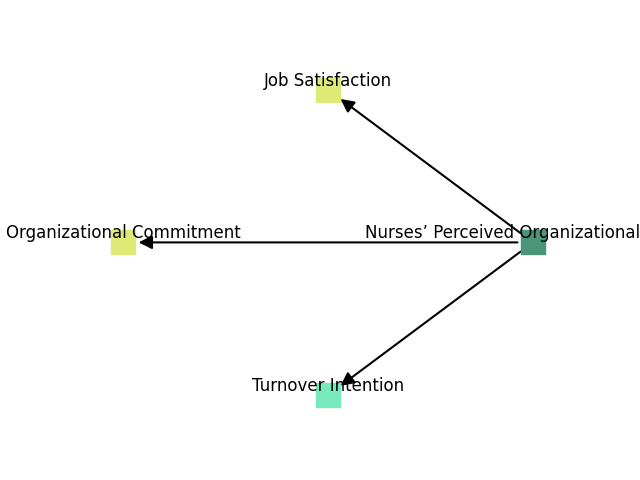 Job Satisfaction
Organizational Commitment
Nurses’ Perceived Organizational
Turnover Intention